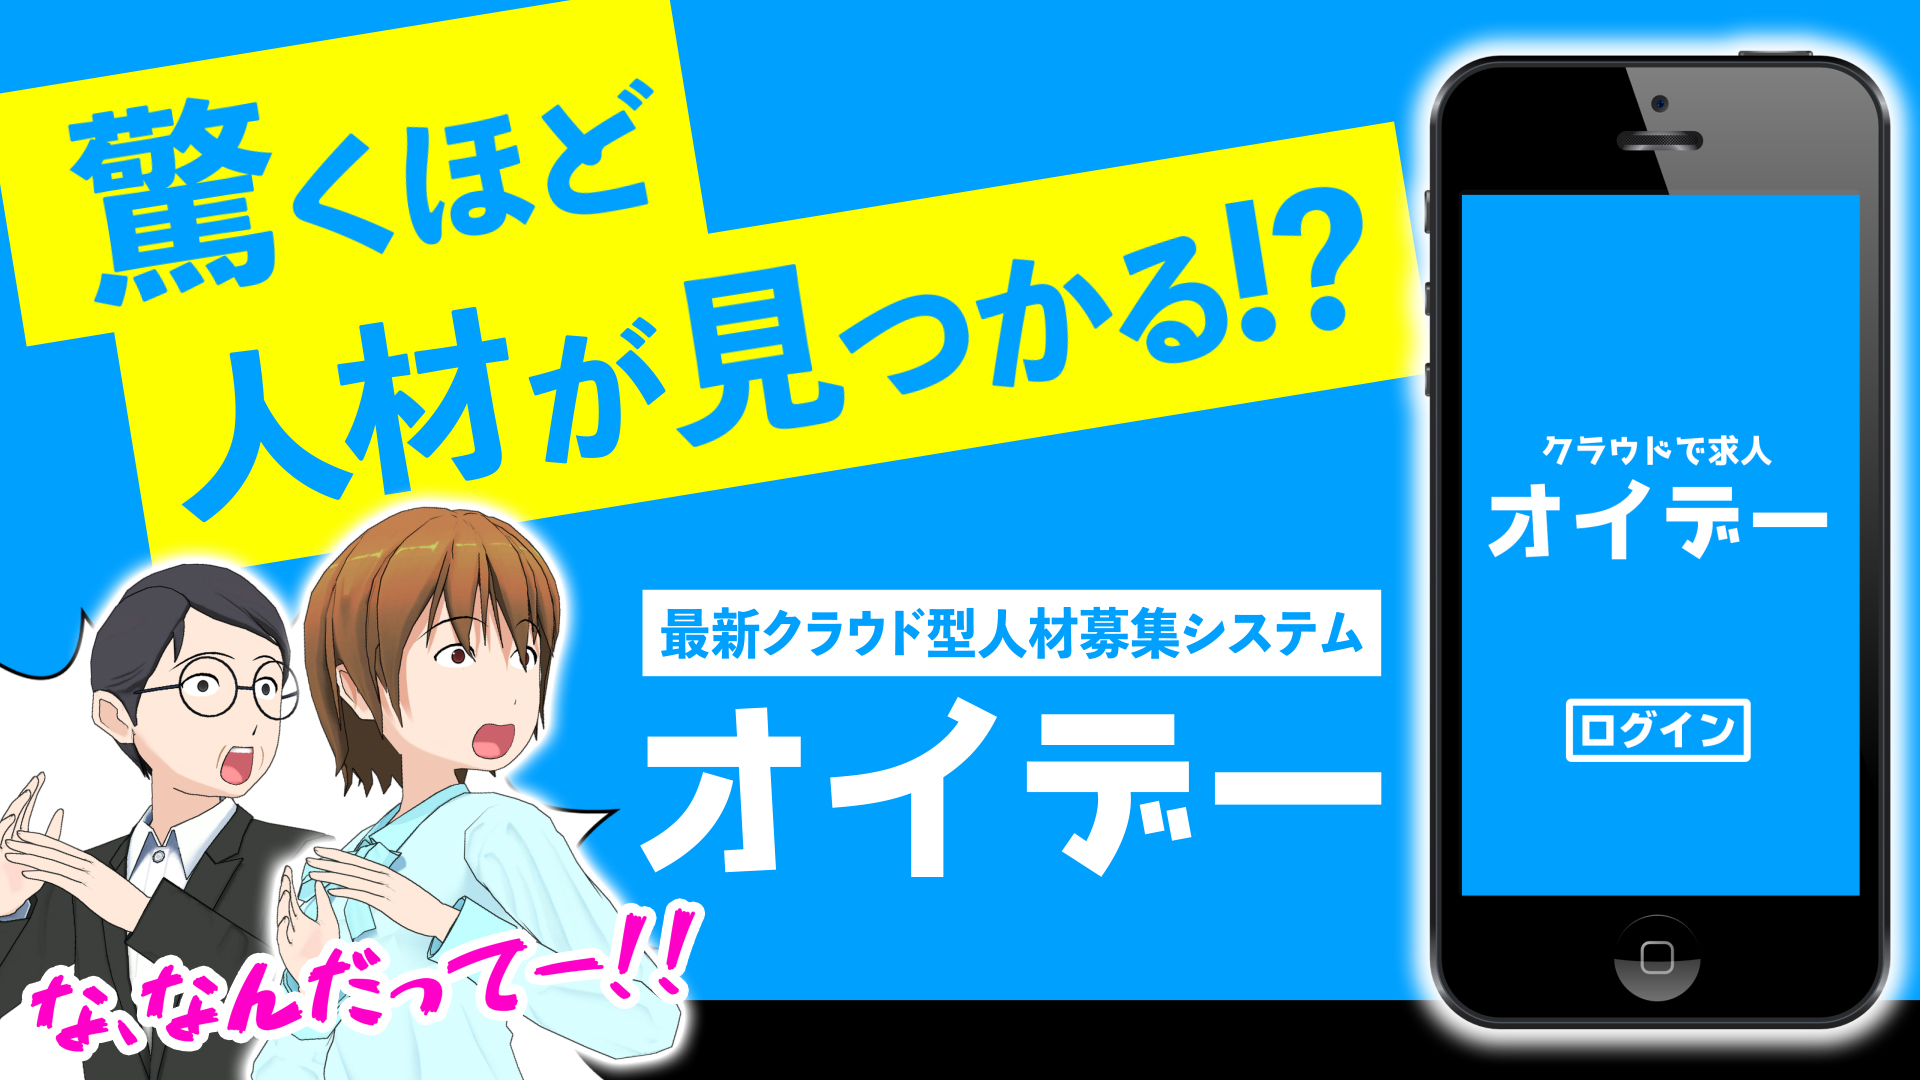 驚くほど
人材が見つかる!?
最新クラウド型人材募集システム
オイデー
な、なんだってー!!
クラウドで求人
オイデー
ログイン